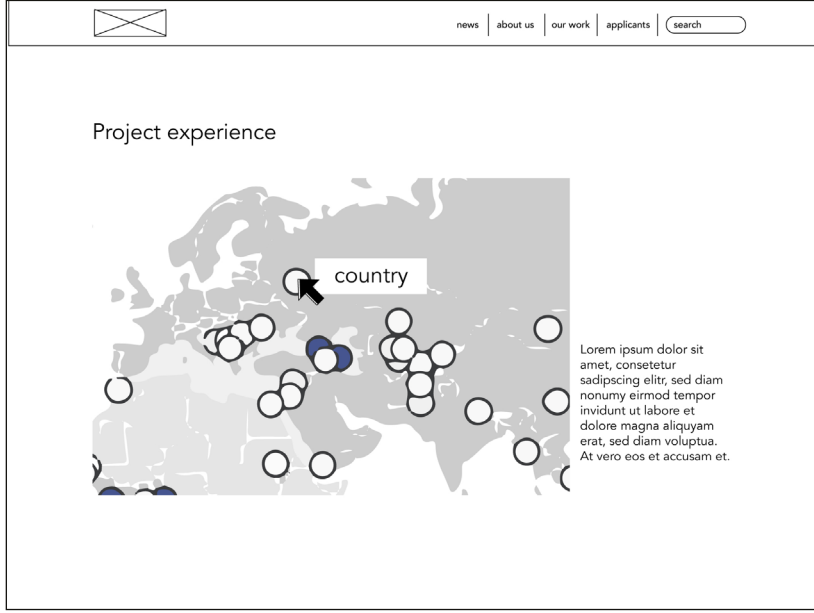 news
about us
our work
applicants
search
Project experience
country
Lorem ipsum dolor sit
amet, consetetur
sadipscing elitr, sed diam
nonumy eirmod tempor
invidunt ut labore et
dolore magna aliquyam
erat, sed diam voluptua.
At vero eos et accusam et.